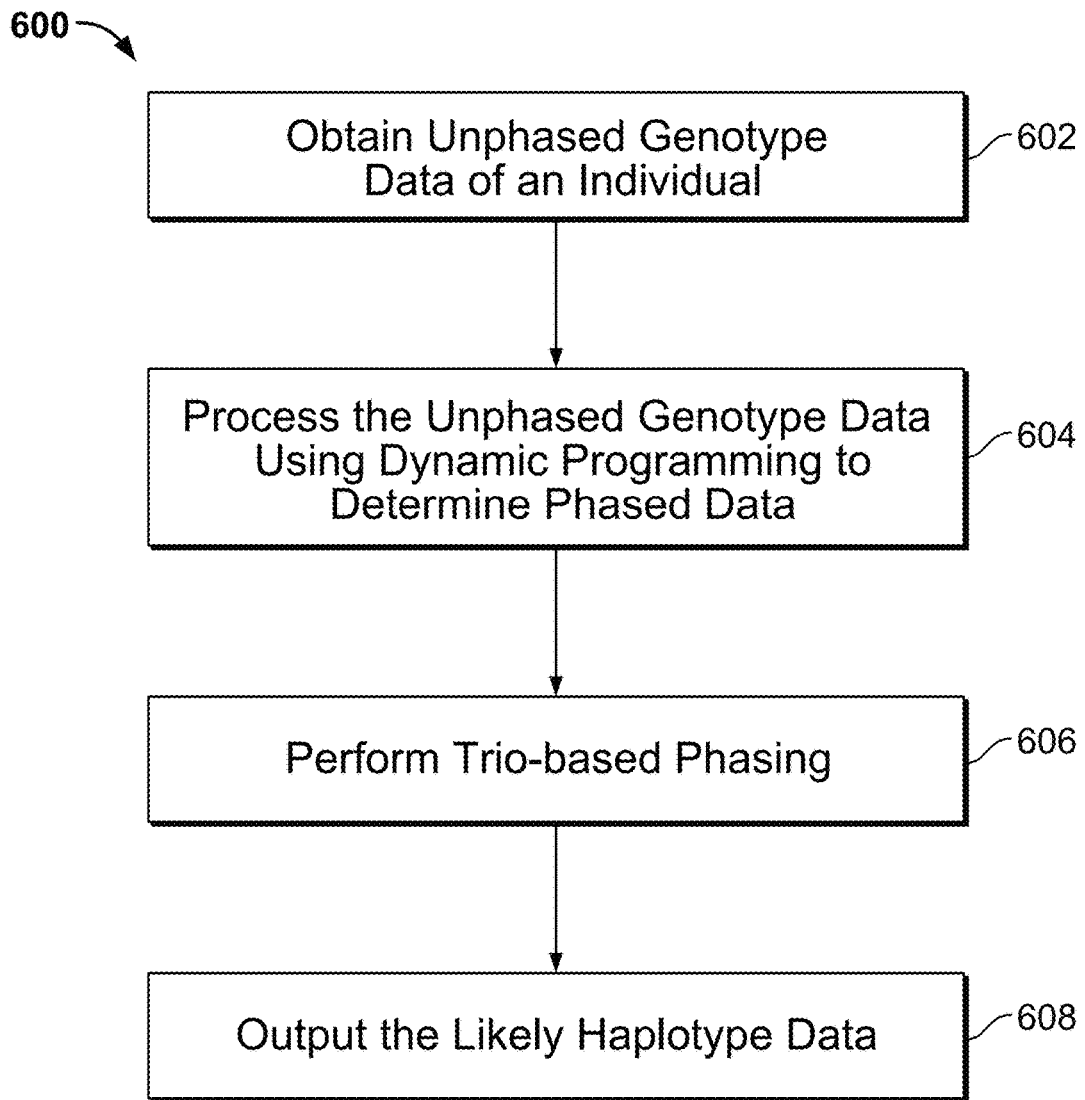 600
Obtain Unphased Genotype
Data of an Individual
602
Process the Unphased Genotype Data
Using Dynamic Programming to
Determine Phased Data
604
Perform Trio-based Phasing
606
Output the Likely Haplotype Data
608